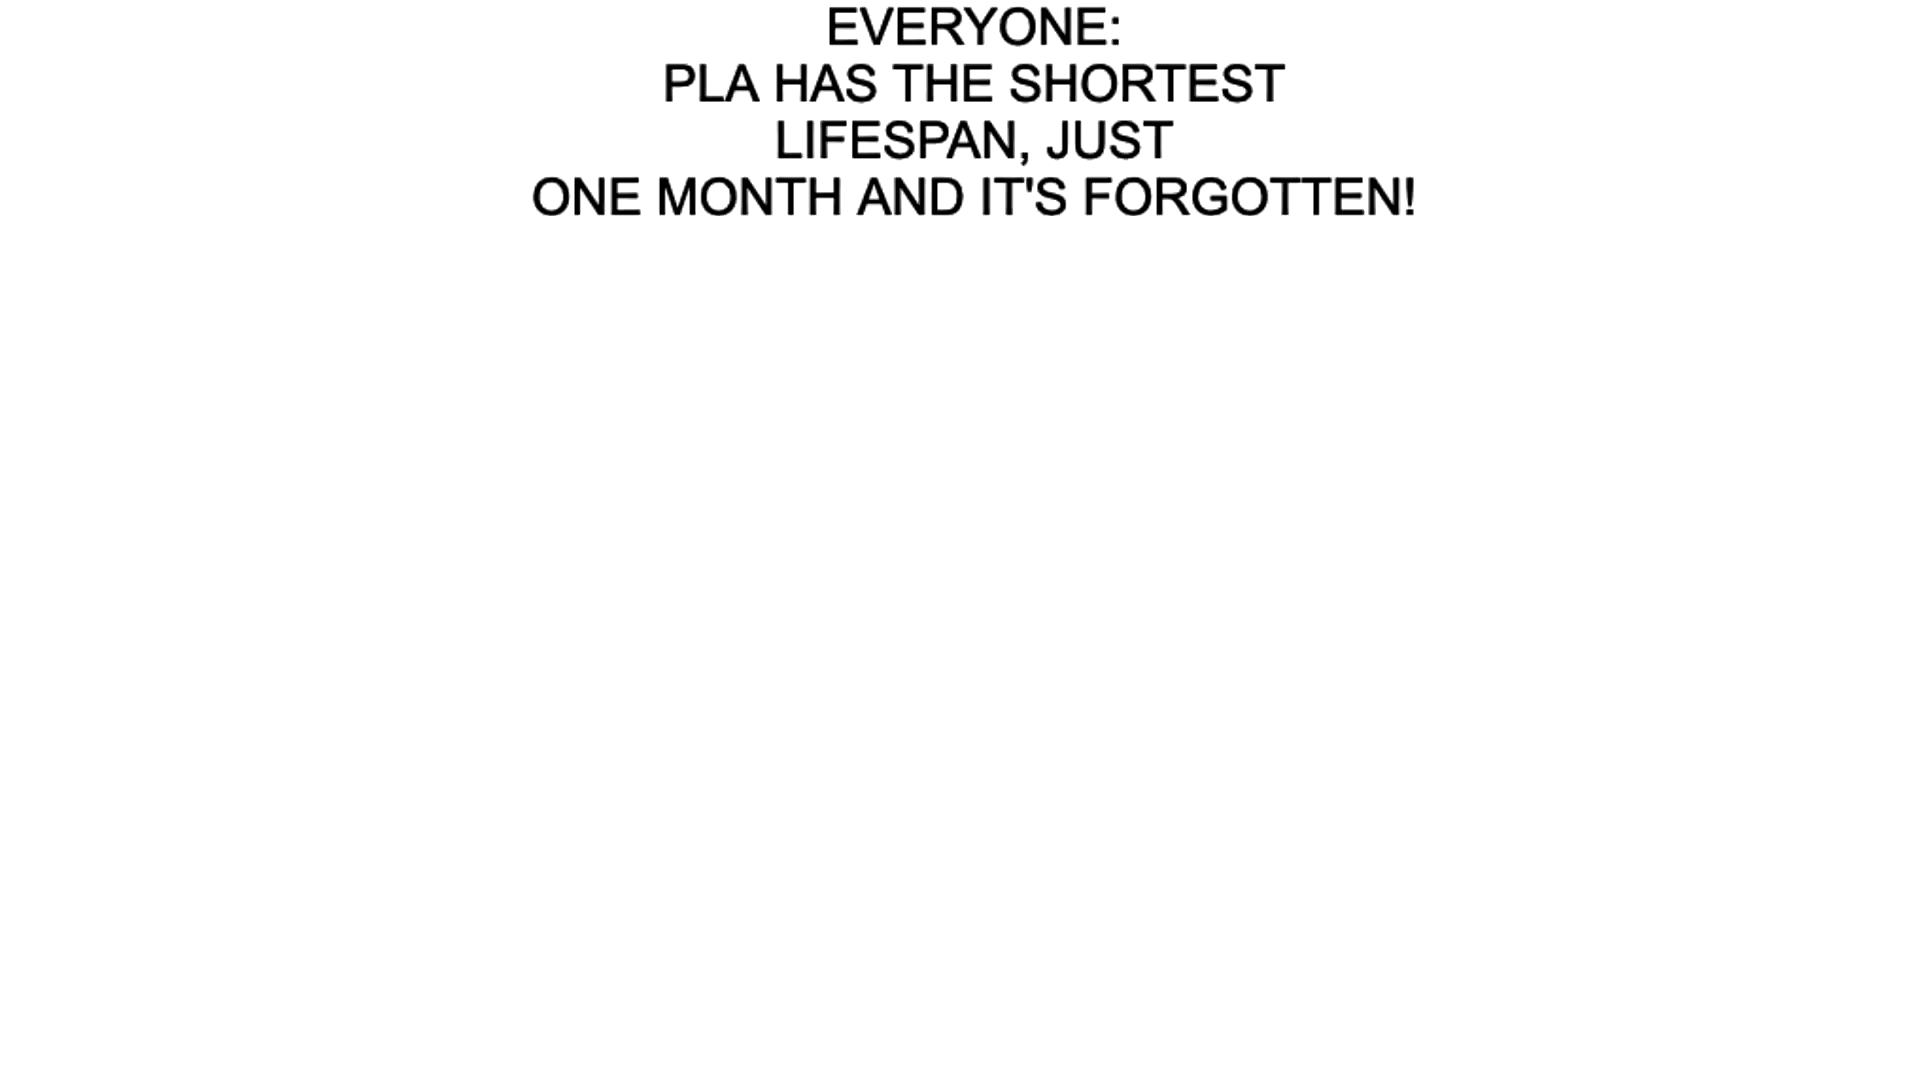 EVERYONE:
PLA HAS THE SHORTEST
LIFESPAN, JUST
ONE MONTH AND IT'S FORGOTTEN!